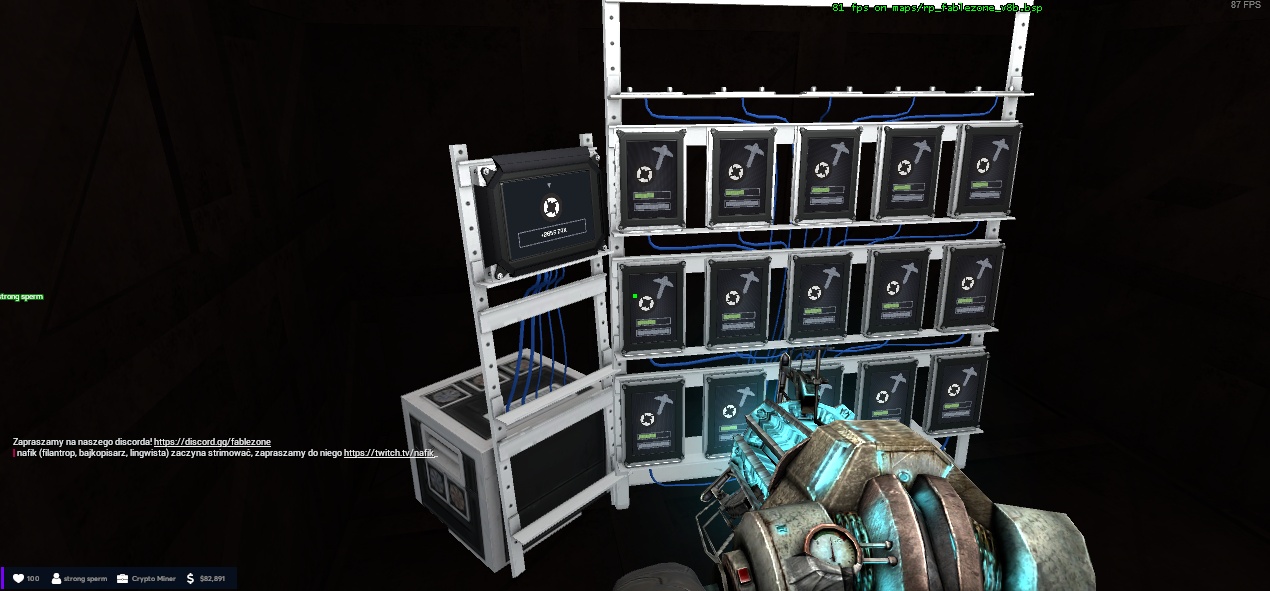 81 fps on maps/rp_fablezone_v8b.bsp
87 FPS
strong sperm
Zapraszamy na naszego discorda! https://discord.gg/fablezone
nafik (filantrop, bajkopisarz, lingwista) zaczyna strimować, zapraszamy do niego https://twitch.tv/nafik_
100
strong sperm
Crypto Miner
$82,891